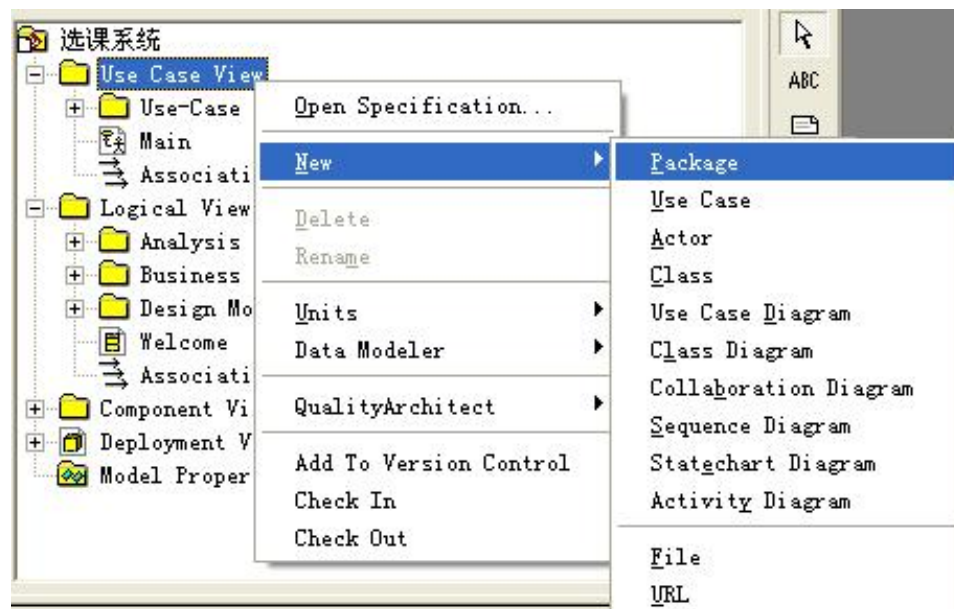 选课系统
Use Case View
Use-Case
Main
Associati
Logical View
Analysis
Business
Design Mo
Welcome
Associati
Component Vi
Deployment V
Model Proper
Open Specification...
New
Delete
Rename
Units
Data Modeler
QualityArchitect
Add To Version Control
Check In
Check Out
Package
Use Case
Actor
Class
Use Case Diagram
Class Diagram
Collaboration Diagram
Sequence Diagram
Statechart Diagram
Activity Diagram
File
URL
ABC